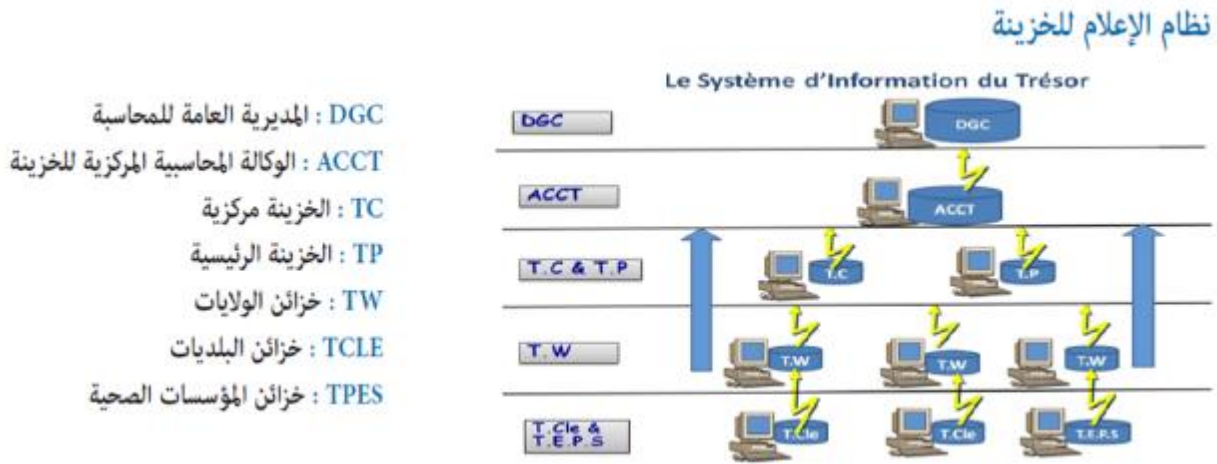 نظام الإعلام للخزينة
Le Système d'Information du Trésor
DGC : المديرية العامة للمحاسبة
ACCT : الوكالة المحاسبية المركزية للخزينة
TC : الخزينة مركزية
TP : الخزينة الرئيسية
TW : خزائن الولايات
TCLE : خزائن البلديات
TPES : خزائن المؤسسات الصحية
DGC
DGC
ACCT
ACCT
T.C & T.P
T.C
T.P
T.W
T.W
T.W
T.W
T.Cle &
T.E.P.S
T.Cle
T.Cle
T.E.P.S